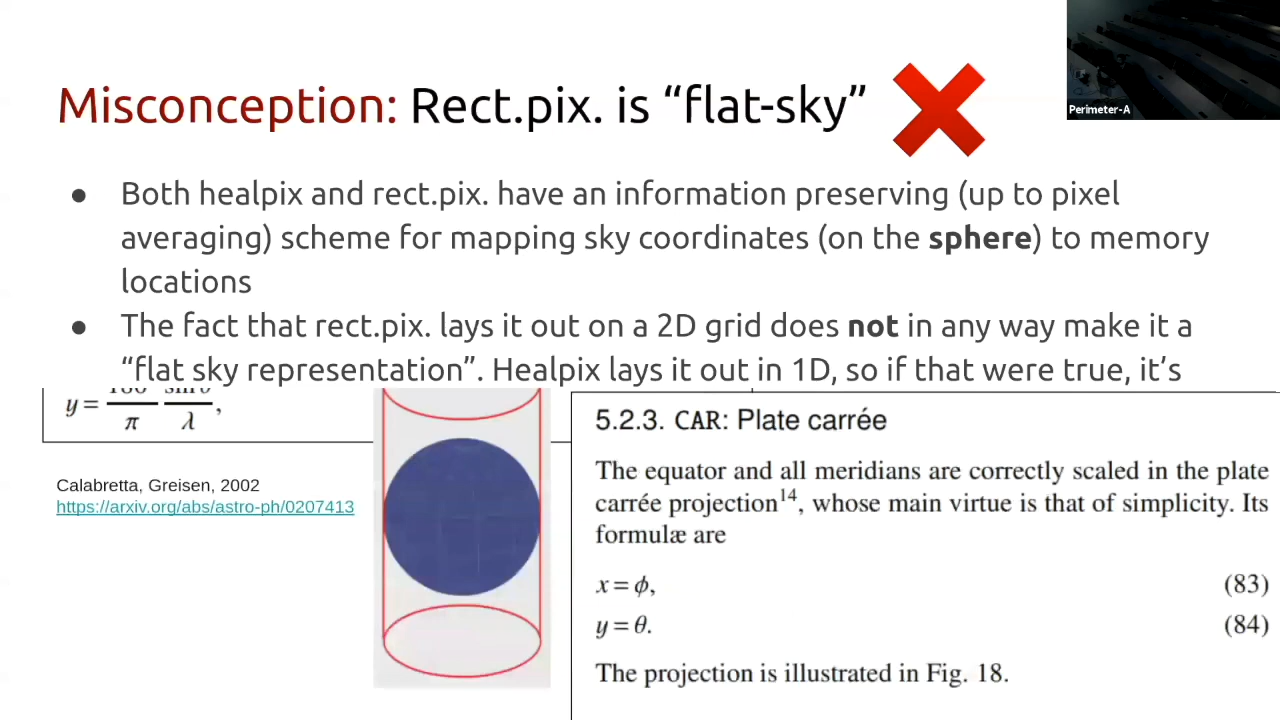 Misconception: Rect.pix. is “flat-sky”
Perimeter-A
● Both healpix and rect.pix. have an information preserving (up to pixel
averaging) scheme for mapping sky coordinates (on the sphere) to memory
locations
● The fact that rect.pix. lays it out on a 2D grid does not in any way make it a
“flat sky representation”. Healpix lays it out in 1D, so if that were true, it’s
y = π λ ,
Calabretta, Greisen, 2002
https://arxiv.org/abs/astro-ph/0207413
5.2.3. CAR: Plate carrée
The equator and all meridians are correctly scaled in the plate
carrée projection14, whose main virtue is that of simplicity. Its
formulæ are
x = ϕ, (83)
y = θ. (84)
The projection is illustrated in Fig. 18.